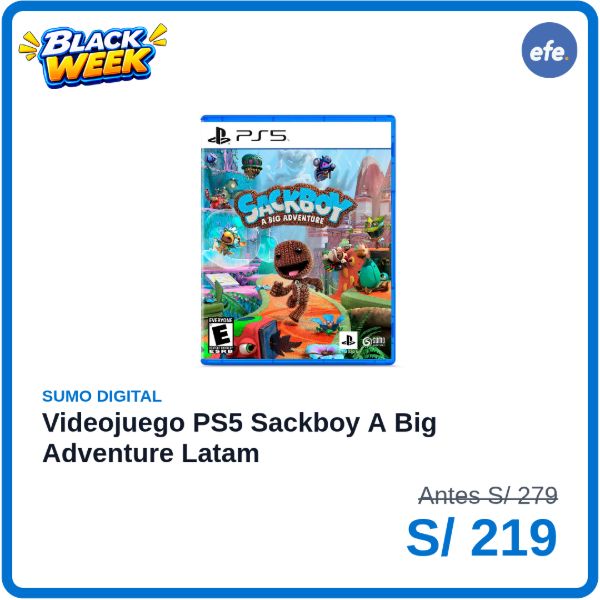 BLACK
WEEK
efe.
PS5
SACKBOY
A BIG ADVENTURE
EVERYONE
E
ESRB
SUMO DIGITAL
Videojuego PS5 Sackboy A Big
Adventure Latam
Antes S/ 279
S/ 219